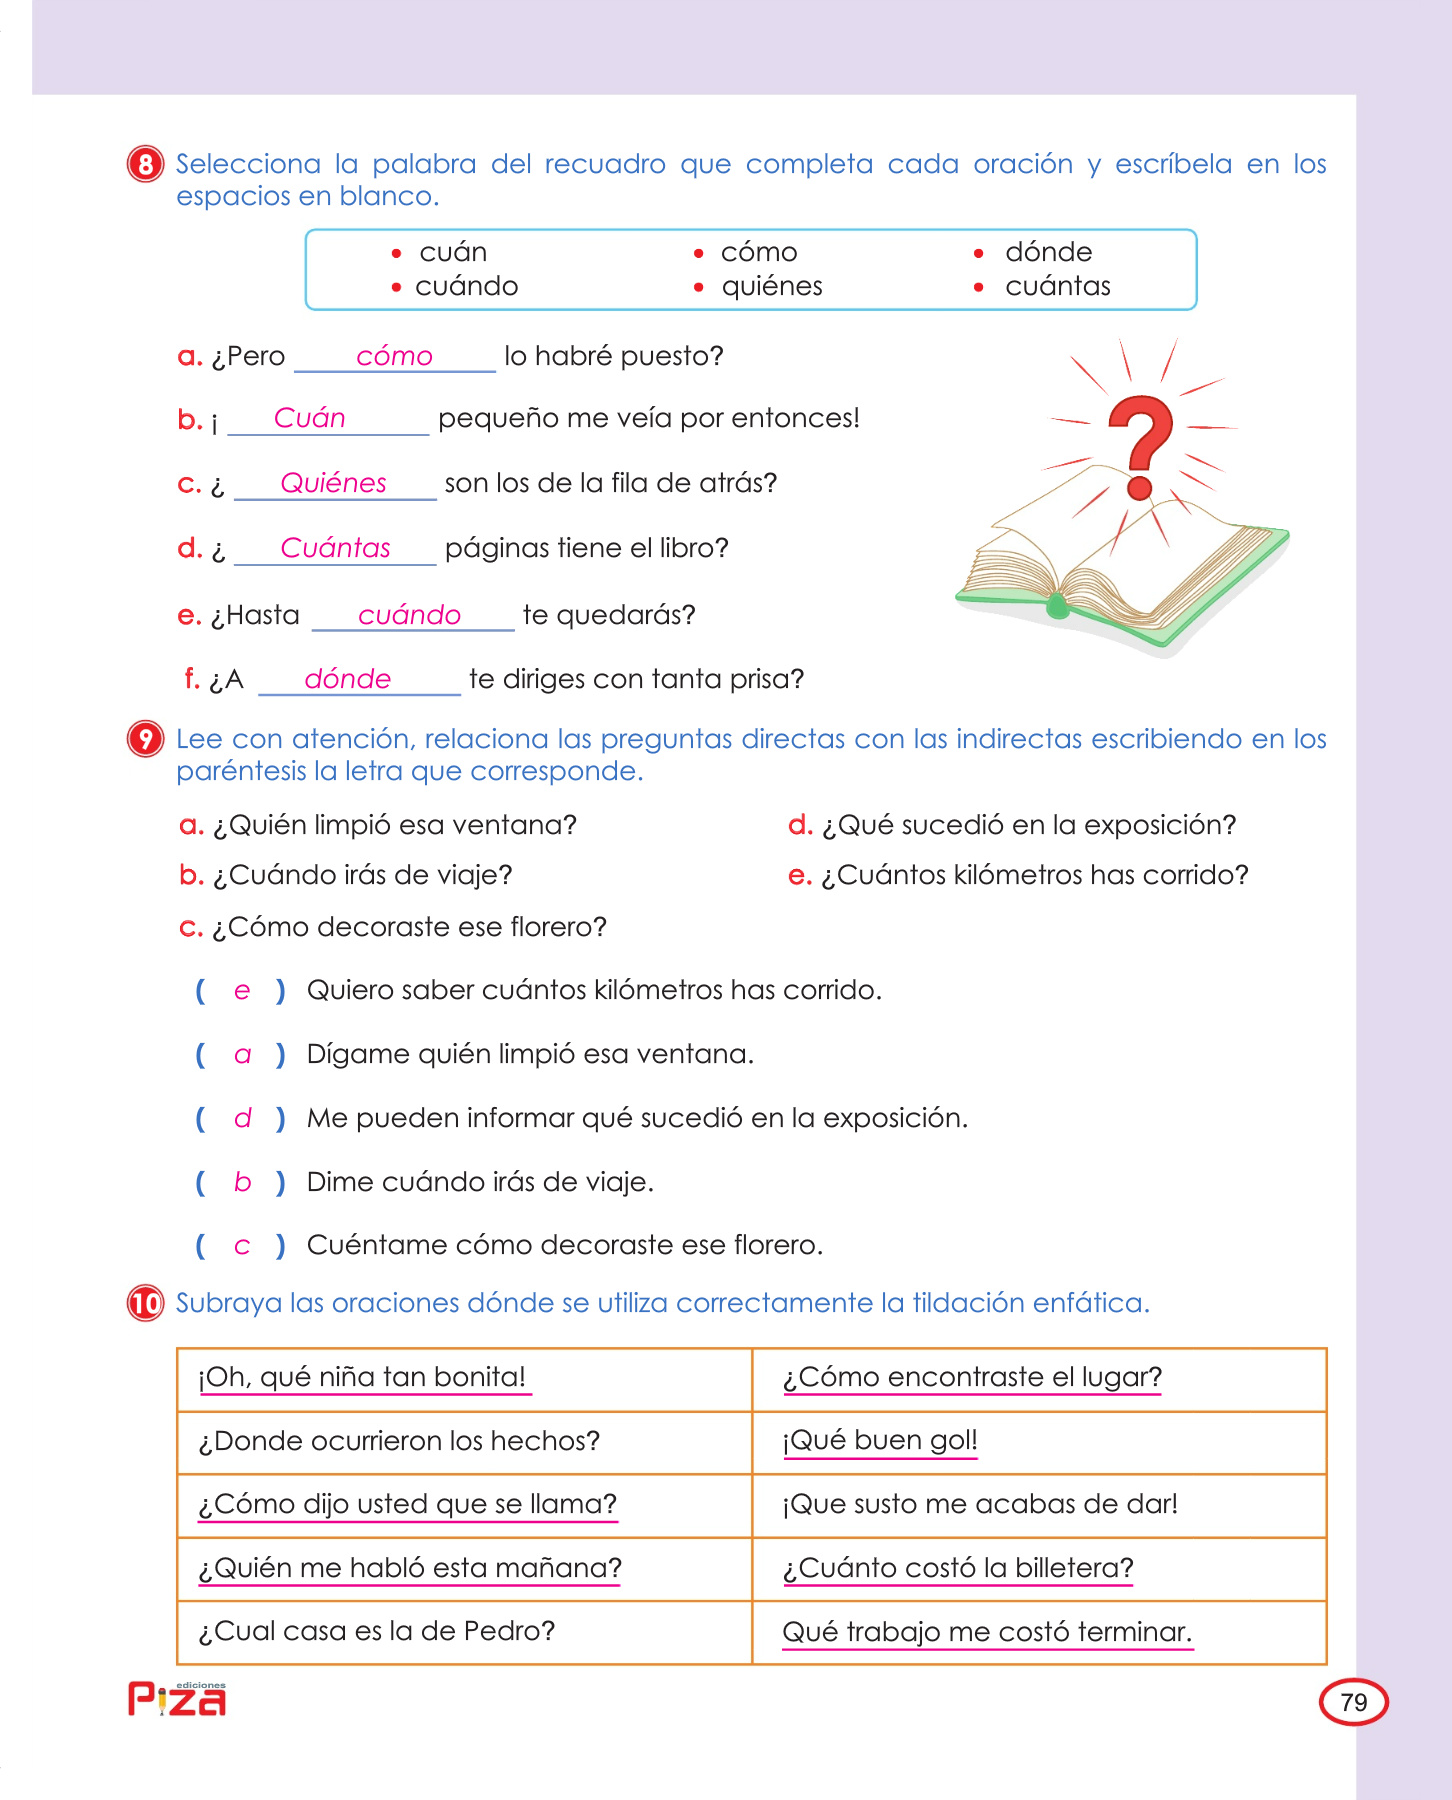 8 Selecciona la palabra del recuadro que completa cada oración y escríbela en los
espacios en blanco.
• cuán • cómo • dónde
• cuándo • quiénes • cuántas
a. ¿Pero cómo lo habré puesto?
b. ¡ Cuán pequeño me veía por entonces!
c. ¿ Quiénes son los de la fila de atrás?
d. ¿ Cuántas páginas tiene el libro?
e. ¿Hasta cuándo te quedarás?
f. ¿A dónde te diriges con tanta prisa?
?
9 Lee con atención, relaciona las preguntas directas con las indirectas escribiendo en los
paréntesis la letra que corresponde.
a. ¿Quién limpió esa ventana? d. ¿Qué sucedió en la exposición?
b. ¿Cuándo irás de viaje? e. ¿Cuántos kilómetros has corrido?
c. ¿Cómo decoraste ese florero?
( e ) Quiero saber cuántos kilómetros has corrido.
( a ) Dígame quién limpió esa ventana.
( d ) Me pueden informar qué sucedió en la exposición.
( b ) Dime cuándo irás de viaje.
( c ) Cuéntame cómo decoraste ese florero.
10 Subraya las oraciones dónde se utiliza correctamente la tildación enfática.
¡Oh, qué niña tan bonita! ¿Cómo encontraste el lugar?
¿Donde ocurrieron los hechos? ¡Qué buen gol!
¿Cómo dijo usted que se llama? ¡Que susto me acabas de dar!
¿Quién me habló esta mañana? ¿Cuánto costó la billetera?
¿Cual casa es la de Pedro? Qué trabajo me costó terminar.
ediciones
Piza
79